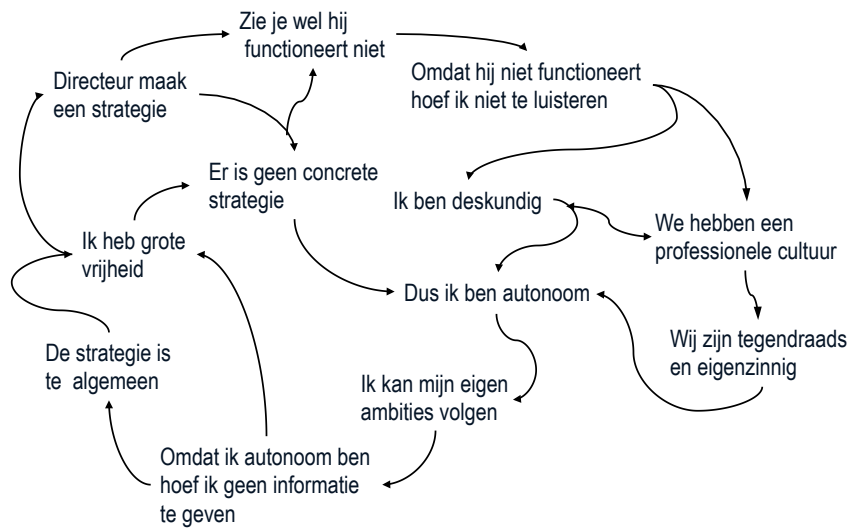 Zie je wel hij
functioneert niet
Directeur maak
een strategie
Omdat hij niet functioneert
hoef ik niet te luisteren
Er is geen concrete
strategie
Ik ben deskundig
We hebben een
professionele cultuur
Ik heb grote
vrijheid
Dus ik ben autonoom
Wij zijn tegendraads
en eigenzinnig
De strategie is
te algemeen
Ik kan mijn eigen
ambities volgen
Omdat ik autonoom ben
hoef ik geen informatie
te geven